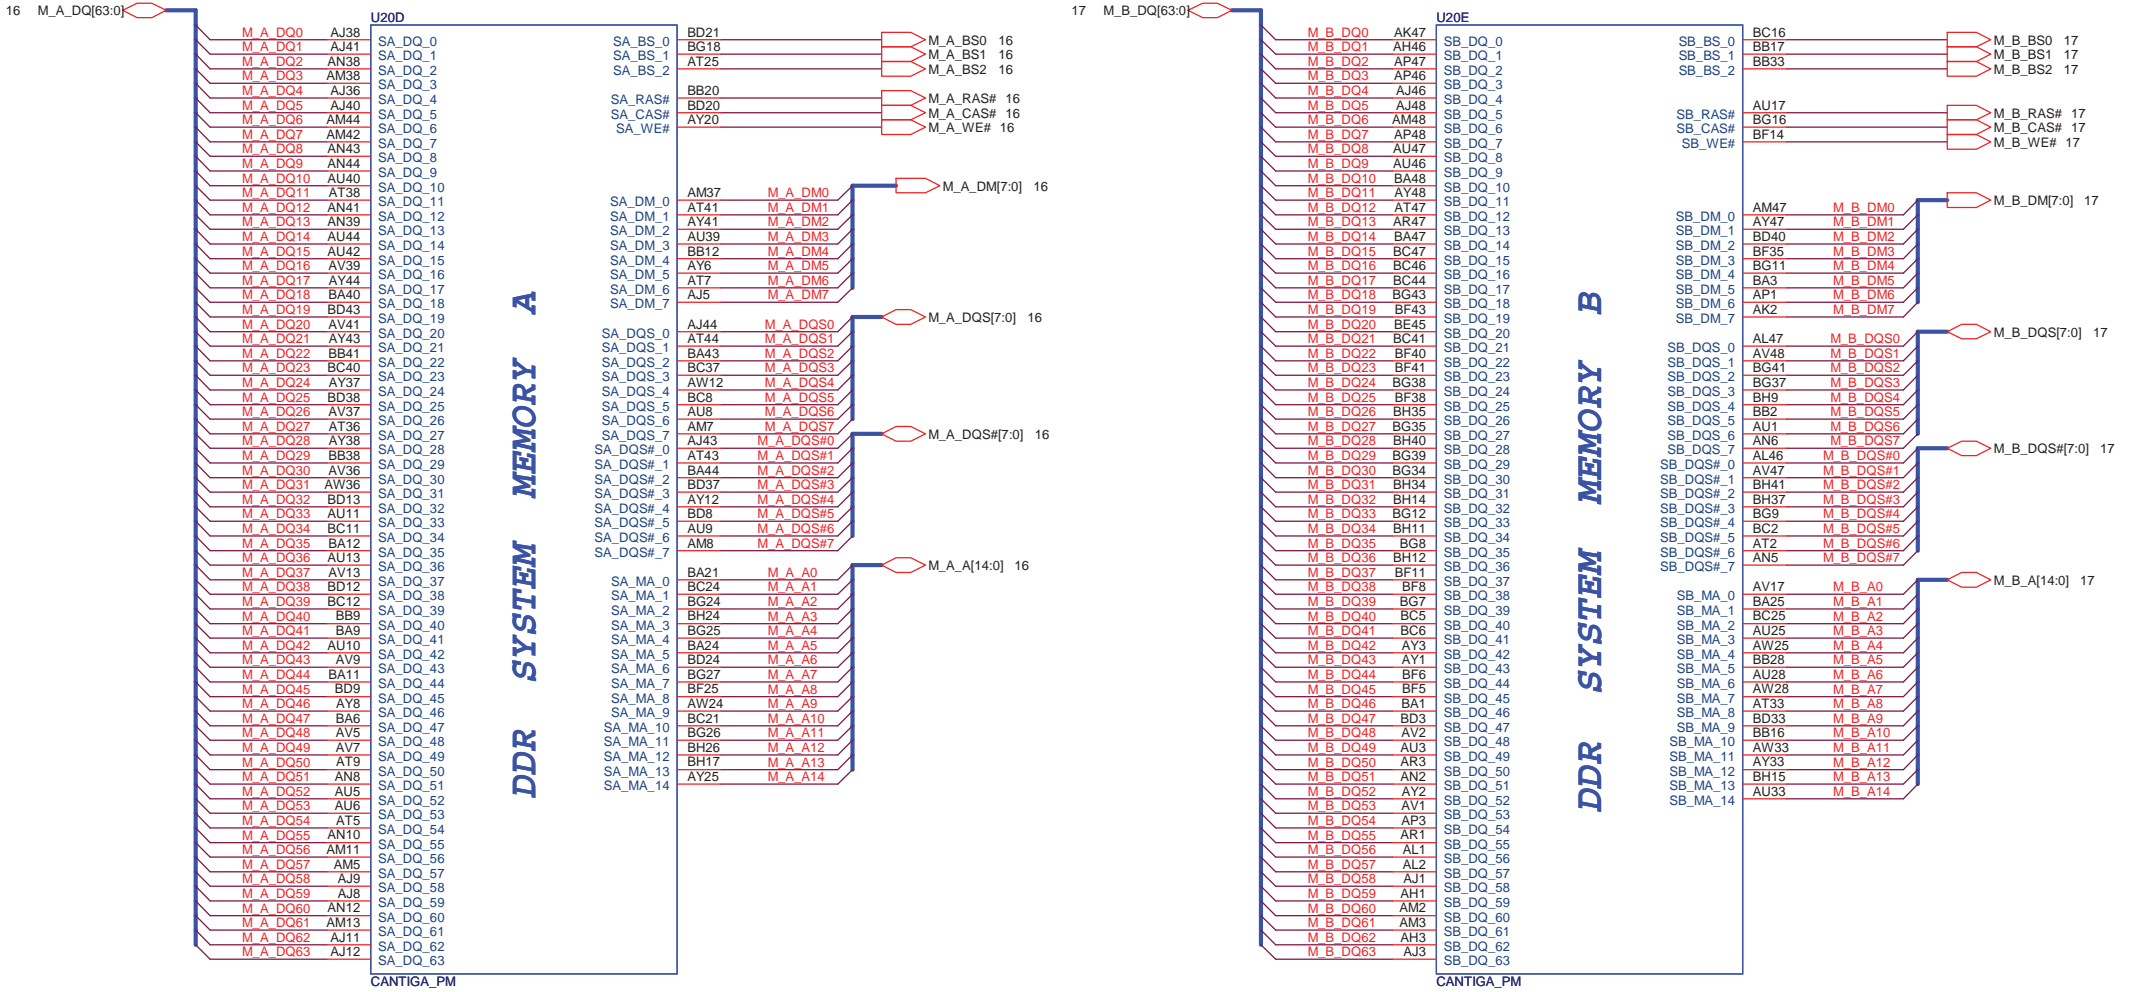 16 M_A_DQ[63:0]
U20D
M_A_DQ0 AJ38 SA_DQ_0
M_A_DQ1 AJ41 SA_DQ_1
M_A_DQ2 AN38 SA_DQ_2
M_A_DQ3 AM38 SA_DQ_3
M_A_DQ4 AJ36 SA_DQ_4
M_A_DQ5 AJ40 SA_DQ_5
M_A_DQ6 AM44 SA_DQ_6
M_A_DQ7 AM42 SA_DQ_7
M_A_DQ8 AN43 SA_DQ_8
M_A_DQ9 AN44 SA_DQ_9
M_A_DQ10 AU40 SA_DQ_10
M_A_DQ11 AT38 SA_DQ_11
M_A_DQ12 AN41 SA_DQ_12
M_A_DQ13 AN39 SA_DQ_13
M_A_DQ14 AU44 SA_DQ_14
M_A_DQ15 AU42 SA_DQ_15
M_A_DQ16 AV39 SA_DQ_16
M_A_DQ17 AY44 SA_DQ_17
M_A_DQ18 BA40 SA_DQ_18
M_A_DQ19 BD43 SA_DQ_19
M_A_DQ20 AV41 SA_DQ_20
M_A_DQ21 AY43 SA_DQ_21
M_A_DQ22 BB41 SA_DQ_22
M_A_DQ23 BC40 SA_DQ_23
M_A_DQ24 AY37 SA_DQ_24
M_A_DQ25 BD38 SA_DQ_25
M_A_DQ26 AV37 SA_DQ_26
M_A_DQ27 AT36 SA_DQ_27
M_A_DQ28 AY38 SA_DQ_28
M_A_DQ29 BB38 SA_DQ_29
M_A_DQ30 AV36 SA_DQ_30
M_A_DQ31 AW36 SA_DQ_31
M_A_DQ32 BD13 SA_DQ_32
M_A_DQ33 AU11 SA_DQ_33
M_A_DQ34 BC11 SA_DQ_34
M_A_DQ35 BA12 SA_DQ_35
M_A_DQ36 AU13 SA_DQ_36
M_A_DQ37 AV13 SA_DQ_37
M_A_DQ38 BD12 SA_DQ_38
M_A_DQ39 BC12 SA_DQ_39
M_A_DQ40 BB9 SA_DQ_40
M_A_DQ41 BA9 SA_DQ_41
M_A_DQ42 AU10 SA_DQ_42
M_A_DQ43 AV9 SA_DQ_43
M_A_DQ44 BA11 SA_DQ_44
M_A_DQ45 BD9 SA_DQ_45
M_A_DQ46 AY8 SA_DQ_46
M_A_DQ47 BA6 SA_DQ_47
M_A_DQ48 AV5 SA_DQ_48
M_A_DQ49 AV7 SA_DQ_49
M_A_DQ50 AT9 SA_DQ_50
M_A_DQ51 AN8 SA_DQ_51
M_A_DQ52 AU5 SA_DQ_52
M_A_DQ53 AU6 SA_DQ_53
M_A_DQ54 AT5 SA_DQ_54
M_A_DQ55 AN10 SA_DQ_55
M_A_DQ56 AM11 SA_DQ_56
M_A_DQ57 AM5 SA_DQ_57
M_A_DQ58 AJ9 SA_DQ_58
M_A_DQ59 AJ8 SA_DQ_59
M_A_DQ60 AN12 SA_DQ_60
M_A_DQ61 AM13 SA_DQ_61
M_A_DQ62 AJ11 SA_DQ_62
M_A_DQ63 AJ12 SA_DQ_63
DDR SYSTEM MEMORY A
SA_BS_0 BD21 M_A_BS0 16
SA_BS_1 BG18 M_A_BS1 16
SA_BS_2 AT25 M_A_BS2 16
SA_RAS# BB20 M_A_RAS# 16
SA_CAS# BD20 M_A_CAS# 16
SA_WE# AY20 M_A_WE# 16
M_A_DM[7:0] 16
SA_DM_0 AM37 M_A_DM0
SA_DM_1 AT41 M_A_DM1
SA_DM_2 AY41 M_A_DM2
SA_DM_3 AU39 M_A_DM3
SA_DM_4 BB12 M_A_DM4
SA_DM_5 AY6 M_A_DM5
SA_DM_6 AT7 M_A_DM6
SA_DM_7 AJ5 M_A_DM7
M_A_DQS[7:0] 16
SA_DQS_0 AJ44 M_A_DQS0
SA_DQS_1 AT44 M_A_DQS1
SA_DQS_2 BA43 M_A_DQS2
SA_DQS_3 BC37 M_A_DQS3
SA_DQS_4 AW12 M_A_DQS4
SA_DQS_5 BC8 M_A_DQS5
SA_DQS_6 AU8 M_A_DQS6
SA_DQS_7 AM7 M_A_DQS7
M_A_DQS#[7:0] 16
SA_DQS#_0 AJ43 M_A_DQS#0
SA_DQS#_1 AT43 M_A_DQS#1
SA_DQS#_2 BA44 M_A_DQS#2
SA_DQS#_3 BD37 M_A_DQS#3
SA_DQS#_4 AY12 M_A_DQS#4
SA_DQS#_5 BD8 M_A_DQS#5
SA_DQS#_6 AU9 M_A_DQS#6
SA_DQS#_7 AM8 M_A_DQS#7
M_A_A[14:0] 16
SA_MA_0 BA21 M_A_A0
SA_MA_1 BC24 M_A_A1
SA_MA_2 BG24 M_A_A2
SA_MA_3 BH24 M_A_A3
SA_MA_4 BG25 M_A_A4
SA_MA_5 BA24 M_A_A5
SA_MA_6 BD24 M_A_A6
SA_MA_7 BG27 M_A_A7
SA_MA_8 BF25 M_A_A8
SA_MA_9 AW24 M_A_A9
SA_MA_10 BC21 M_A_A10
SA_MA_11 BG26 M_A_A11
SA_MA_12 BH26 M_A_A12
SA_MA_13 BH17 M_A_A13
SA_MA_14 AY25 M_A_A14
CANTIGA_PM
17 M_B_DQ[63:0]
U20E
M_B_DQ0 AK47 SB_DQ_0
M_B_DQ1 AH46 SB_DQ_1
M_B_DQ2 AP47 SB_DQ_2
M_B_DQ3 AP46 SB_DQ_3
M_B_DQ4 AJ46 SB_DQ_4
M_B_DQ5 AJ48 SB_DQ_5
M_B_DQ6 AM48 SB_DQ_6
M_B_DQ7 AP48 SB_DQ_7
M_B_DQ8 AU47 SB_DQ_8
M_B_DQ9 AU46 SB_DQ_9
M_B_DQ10 BA48 SB_DQ_10
M_B_DQ11 AY48 SB_DQ_11
M_B_DQ12 AT47 SB_DQ_12
M_B_DQ13 AR47 SB_DQ_13
M_B_DQ14 BA47 SB_DQ_14
M_B_DQ15 BC47 SB_DQ_15
M_B_DQ16 BC46 SB_DQ_16
M_B_DQ17 BC44 SB_DQ_17
M_B_DQ18 BG43 SB_DQ_18
M_B_DQ19 BF43 SB_DQ_19
M_B_DQ20 BE45 SB_DQ_20
M_B_DQ21 BC41 SB_DQ_21
M_B_DQ22 BF40 SB_DQ_22
M_B_DQ23 BF41 SB_DQ_23
M_B_DQ24 BG38 SB_DQ_24
M_B_DQ25 BF38 SB_DQ_25
M_B_DQ26 BH35 SB_DQ_26
M_B_DQ27 BG35 SB_DQ_27
M_B_DQ28 BH40 SB_DQ_28
M_B_DQ29 BG39 SB_DQ_29
M_B_DQ30 BG34 SB_DQ_30
M_B_DQ31 BH34 SB_DQ_31
M_B_DQ32 BH14 SB_DQ_32
M_B_DQ33 BG12 SB_DQ_33
M_B_DQ34 BH11 SB_DQ_34
M_B_DQ35 BG8 SB_DQ_35
M_B_DQ36 BH12 SB_DQ_36
M_B_DQ37 BF11 SB_DQ_37
M_B_DQ38 BF8 SB_DQ_38
M_B_DQ39 BG7 SB_DQ_39
M_B_DQ40 BC5 SB_DQ_40
M_B_DQ41 BC6 SB_DQ_41
M_B_DQ42 AY3 SB_DQ_42
M_B_DQ43 AY1 SB_DQ_43
M_B_DQ44 BF6 SB_DQ_44
M_B_DQ45 BF5 SB_DQ_45
M_B_DQ46 BA1 SB_DQ_46
M_B_DQ47 BD3 SB_DQ_47
M_B_DQ48 AV2 SB_DQ_48
M_B_DQ49 AU3 SB_DQ_49
M_B_DQ50 AR3 SB_DQ_50
M_B_DQ51 AN2 SB_DQ_51
M_B_DQ52 AY2 SB_DQ_52
M_B_DQ53 AV1 SB_DQ_53
M_B_DQ54 AP3 SB_DQ_54
M_B_DQ55 AR1 SB_DQ_55
M_B_DQ56 AL1 SB_DQ_56
M_B_DQ57 AL2 SB_DQ_57
M_B_DQ58 AJ1 SB_DQ_58
M_B_DQ59 AH1 SB_DQ_59
M_B_DQ60 AM2 SB_DQ_60
M_B_DQ61 AM3 SB_DQ_61
M_B_DQ62 AH3 SB_DQ_62
M_B_DQ63 AJ3 SB_DQ_63
DDR SYSTEM MEMORY B
SB_BS_0 BC16 M_B_BS0 17
SB_BS_1 BB17 M_B_BS1 17
SB_BS_2 BB33 M_B_BS2 17
SB_RAS# AU17 M_B_RAS# 17
SB_CAS# BG16 M_B_CAS# 17
SB_WE# BF14 M_B_WE# 17
M_B_DM[7:0] 17
SB_DM_0 AM47 M_B_DM0
SB_DM_1 AY47 M_B_DM1
SB_DM_2 BD40 M_B_DM2
SB_DM_3 BF35 M_B_DM3
SB_DM_4 BG11 M_B_DM4
SB_DM_5 BA3 M_B_DM5
SB_DM_6 AP1 M_B_DM6
SB_DM_7 AK2 M_B_DM7
M_B_DQS[7:0] 17
SB_DQS_0 AL47 M_B_DQS0
SB_DQS_1 AV48 M_B_DQS1
SB_DQS_2 BG41 M_B_DQS2
SB_DQS_3 BG37 M_B_DQS3
SB_DQS_4 BH9 M_B_DQS4
SB_DQS_5 BB2 M_B_DQS5
SB_DQS_6 AU1 M_B_DQS6
SB_DQS_7 AN6 M_B_DQS7
M_B_DQS#[7:0] 17
SB_DQS#_0 AL46 M_B_DQS#0
SB_DQS#_1 AV47 M_B_DQS#1
SB_DQS#_2 BH41 M_B_DQS#2
SB_DQS#_3 BH37 M_B_DQS#3
SB_DQS#_4 BG9 M_B_DQS#4
SB_DQS#_5 BC2 M_B_DQS#5
SB_DQS#_6 AT2 M_B_DQS#6
SB_DQS#_7 AN5 M_B_DQS#7
M_B_A[14:0] 17
SB_MA_0 AV17 M_B_A0
SB_MA_1 BA25 M_B_A1
SB_MA_2 BC25 M_B_A2
SB_MA_3 AU25 M_B_A3
SB_MA_4 AW25 M_B_A4
SB_MA_5 BB28 M_B_A5
SB_MA_6 AU28 M_B_A6
SB_MA_7 AW28 M_B_A7
SB_MA_8 AT33 M_B_A8
SB_MA_9 BD33 M_B_A9
SB_MA_10 BB16 M_B_A10
SB_MA_11 AW33 M_B_A11
SB_MA_12 AY33 M_B_A12
SB_MA_13 BH15 M_B_A13
SB_MA_14 AU33 M_B_A14
CANTIGA_PM